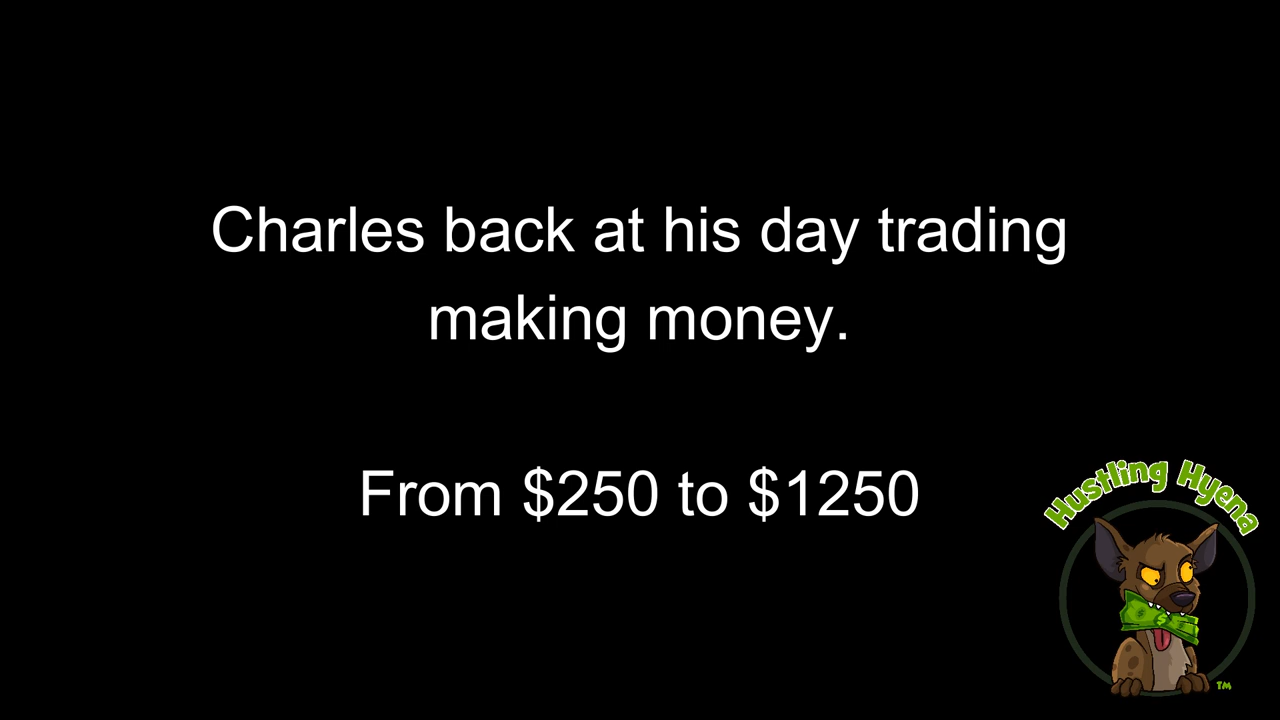 Charles back at his day trading
making money.
From $250 to $1250
Hustling Hyena
TM